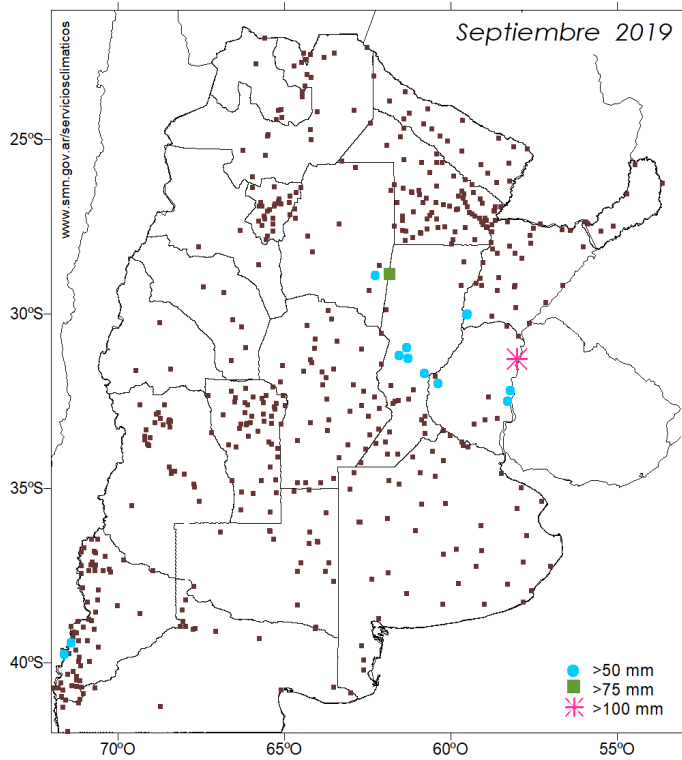 Septiembre 2019
www.smn.gov.ar/serviciosclimaticos
25ºS
30ºS
35ºS
40ºS
>50 mm
>75 mm
>100 mm
70ºO
65ºO
60ºO
55ºO